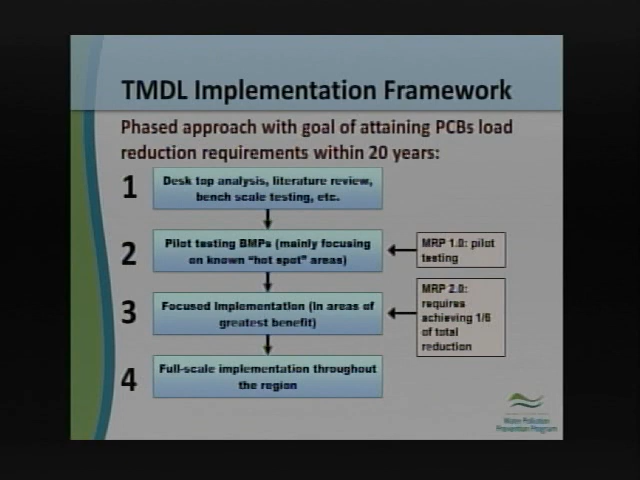 TMDL Implementation Framework
Phased approach with goal of attaining PCBs load
reduction requirements within 20 years:
1
Desk top analysis, literature review,
bench scale testing, etc.
2
Pilot testing BMPs (mainly focusing
on known "hot spot" areas)
MRP 1.0: pilot
testing
3
Focused Implementation (in areas of
greatest benefit)
MRP 2.0:
requires
achieving 1/6
of total
reduction
4
Full-scale implementation throughout
the region
Water Pollution
Prevention Program